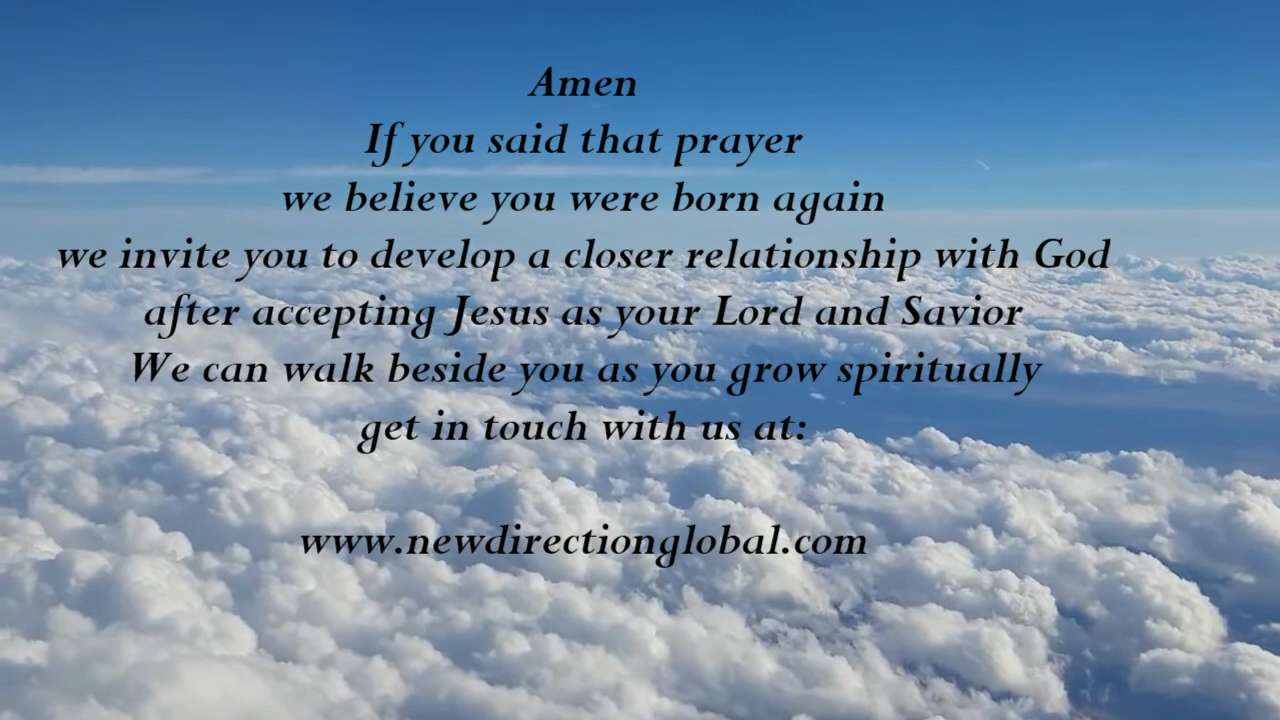 Amen
If you said that prayer
we believe you were born again
we invite you to develop a closer relationship with God
after accepting Jesus as your Lord and Savior
We can walk beside you as you grow spiritually
get in touch with us at:
www.newdirectionglobal.com